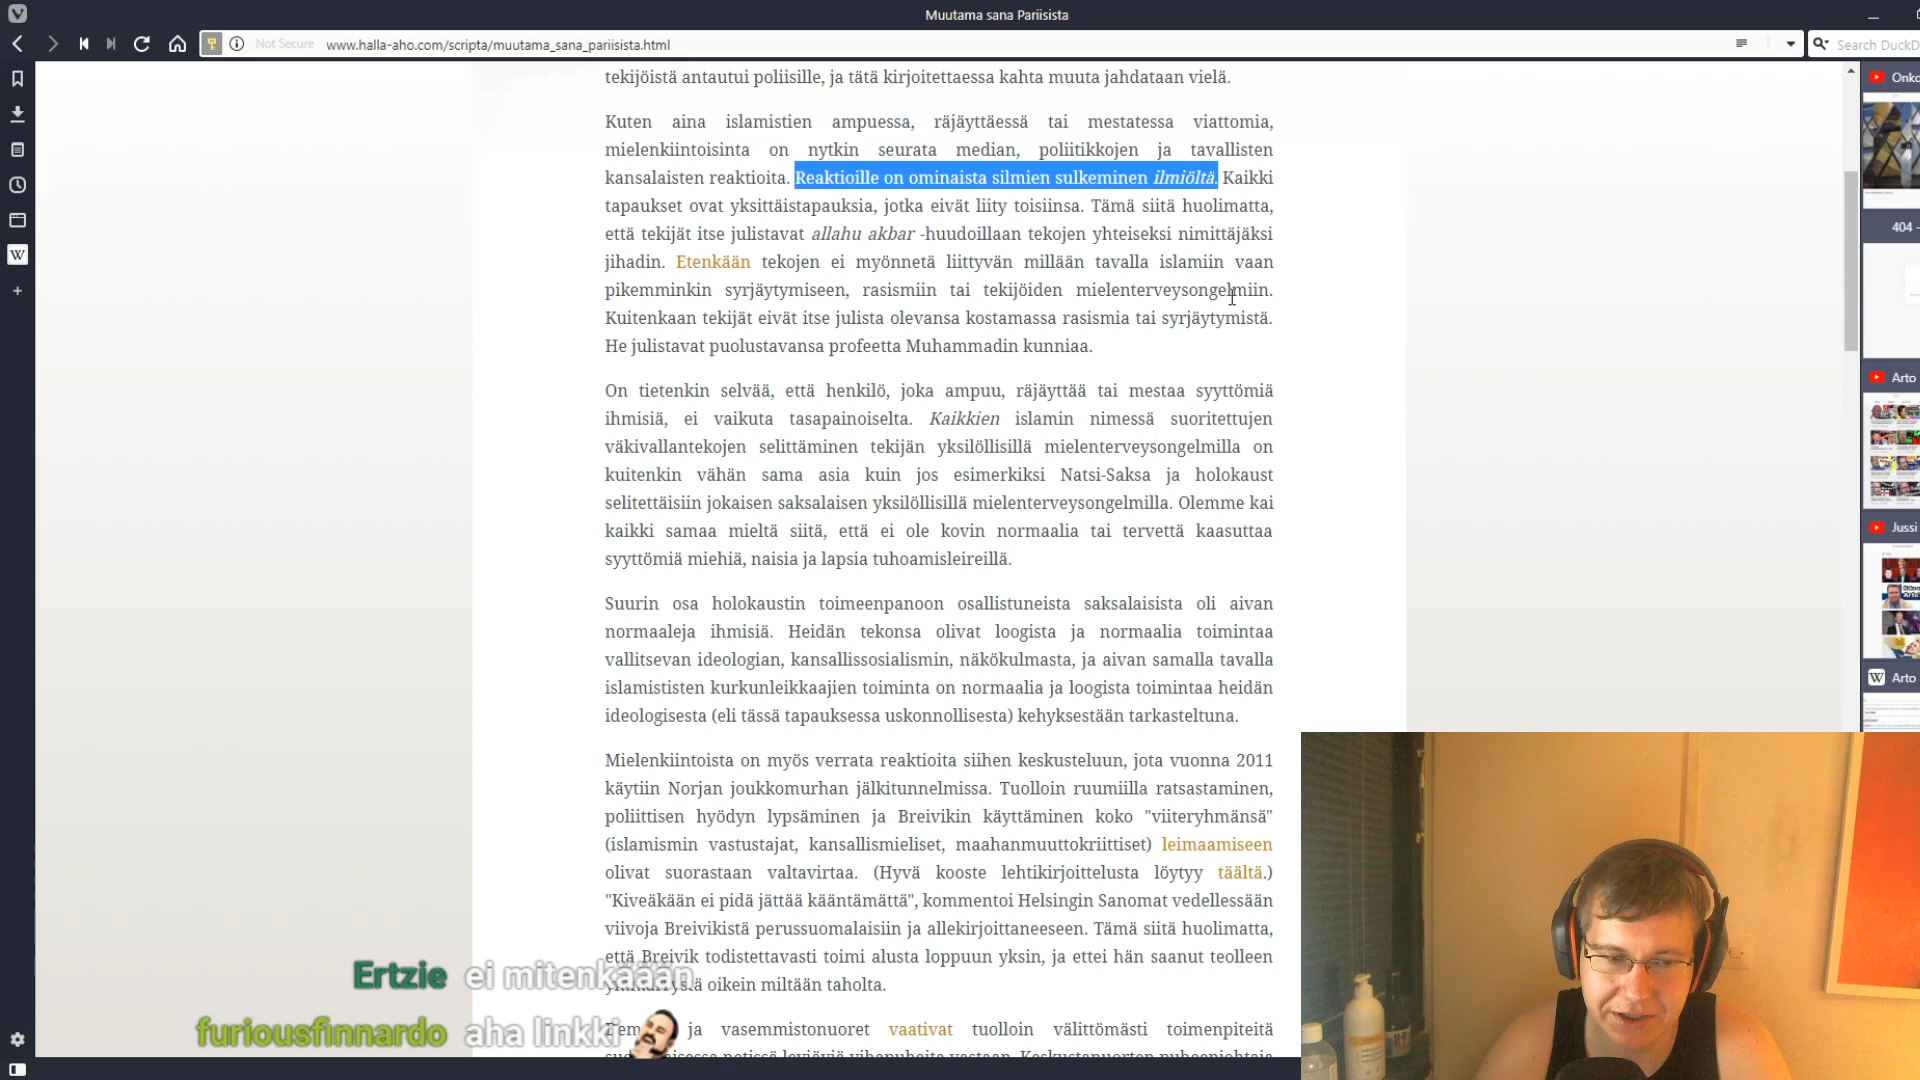 Muutama sana Pariisista
Not Secure www.halla-aho.com/scripta/muutama_sana_pariisista.html
Search DuckD
tekijöistä antautui poliisille, ja tätä kirjoitettaessa kahta muuta jahdataan vielä.
Kuten aina islamistien ampuessa, räjäyttäessä tai mestatessa viattomia,
mielenkiintoisinta on nytkin seurata median, poliitikkojen ja tavallisten
kansalaisten reaktioita. Reaktioille on ominaista silmien sulkeminen ilmiöltä. Kaikki
tapaukset ovat yksittäistapauksia, jotka eivät liity toisiinsa. Tämä siitä huolimatta,
että tekijät itse julistavat allahu akbar -huudoillaan tekojen yhteiseksi nimittäjäksi
jihadin. Etenkään tekojen ei myönnetä liittyvän millään tavalla islamiin vaan
pikemminkin syrjäytymiseen, rasismiin tai tekijöiden mielenterveysongelmiin.
Kuitenkaan tekijät eivät itse julista olevansa kostamassa rasismia tai syrjäytymistä.
He julistavat puolustavansa profeetta Muhammadin kunniaa.
On tietenkin selvää, että henkilö, joka ampuu, räjäyttää tai mestaa syyttömiä
ihmisiä, ei vaikuta tasapainoiselta. Kaikkien islamin nimessä suoritettujen
väkivallantekojen selittäminen tekijän yksilöllisillä mielenterveysongelmilla on
kuitenkin vähän sama asia kuin jos esimerkiksi Natsi-Saksa ja holokaust
selitettäisiin jokaisen saksalaisen yksilöllisillä mielenterveysongelmilla. Olemme kai
kaikki samaa mieltä siitä, että ei ole kovin normaalia tai tervettä kaasuttaa
syyttömiä miehiä, naisia ja lapsia tuhoamisleireillä.
Suurin osa holokaustin toimeenpanoon osallistuneista saksalaisista oli aivan
normaaleja ihmisiä. Heidän tekonsa olivat loogista ja normaalia toimintaa
vallitsevan ideologian, kansallissosialismin, näkökulmasta, ja aivan samalla tavalla
islamististen kurkunleikkaajien toiminta on normaalia ja loogista toimintaa heidän
ideologisesta (eli tässä tapauksessa uskonnollisesta) kehyksestään tarkasteltuna.
Mielenkiintoista on myös verrata reaktioita siihen keskusteluun, jota vuonna 2011
käytiin Norjan joukkomurhan jälkitunnelmissa. Tuolloin ruumiilla ratsastaminen,
poliittisen hyödyn lypsäminen ja Breivikin käyttäminen koko "viiteryhmänsä"
(islamismin vastustajat, kansallismieliset, maahanmuuttokriittiset) leimaamiseen
olivat suorastaan valtavirtaa. (Hyvä kooste lehtikirjoittelusta löytyy täältä.)
"Kiveäkään ei pidä jättää kääntämättä", kommentoi Helsingin Sanomat vedellessään
viivoja Breivikistä perussuomalaisiin ja allekirjoittaneeseen. Tämä siitä huolimatta,
että Breivik todistettavasti toimi alusta loppuun yksin, ja ettei hän saanut teolleen
oikein miltään taholta.
ja vasemmistonuoret vaativat tuolloin välittömästi toimenpiteitä
Ertzie ei mitenkäään
furiousfinnardo aha linkki
Onko
404 -
Arto
Jussi
W Arto